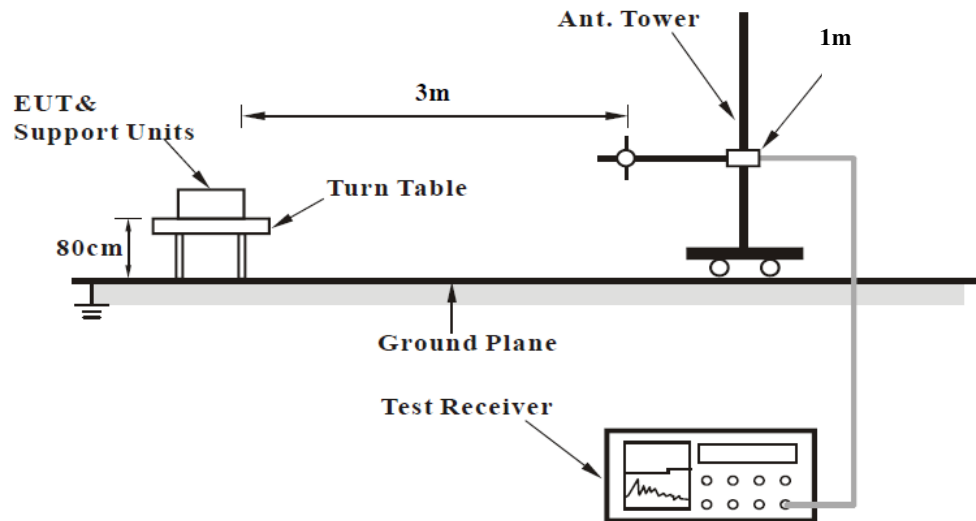 Ant. Tower
1m
3m
EUT&
Support Units
Turn Table
80cm
Ground Plane
Test Receiver